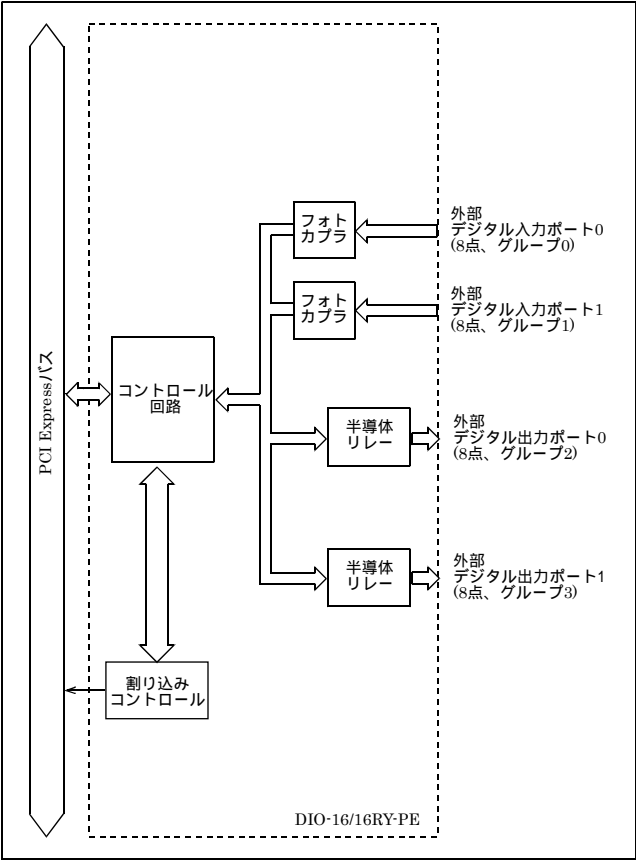 フォト
カプラ
外部
デジタル入力ポート0
(8点、グループ0)
フォト
カプラ
外部
デジタル入力ポート1
(8点、グループ1)
PCI Expressバス
コントロール
回路
半導体
リレー
外部
デジタル出力ポート0
(8点、グループ2)
半導体
リレー
外部
デジタル出力ポート1
(8点、グループ3)
割り込み
コントロール
DIO-16/16RY-PE